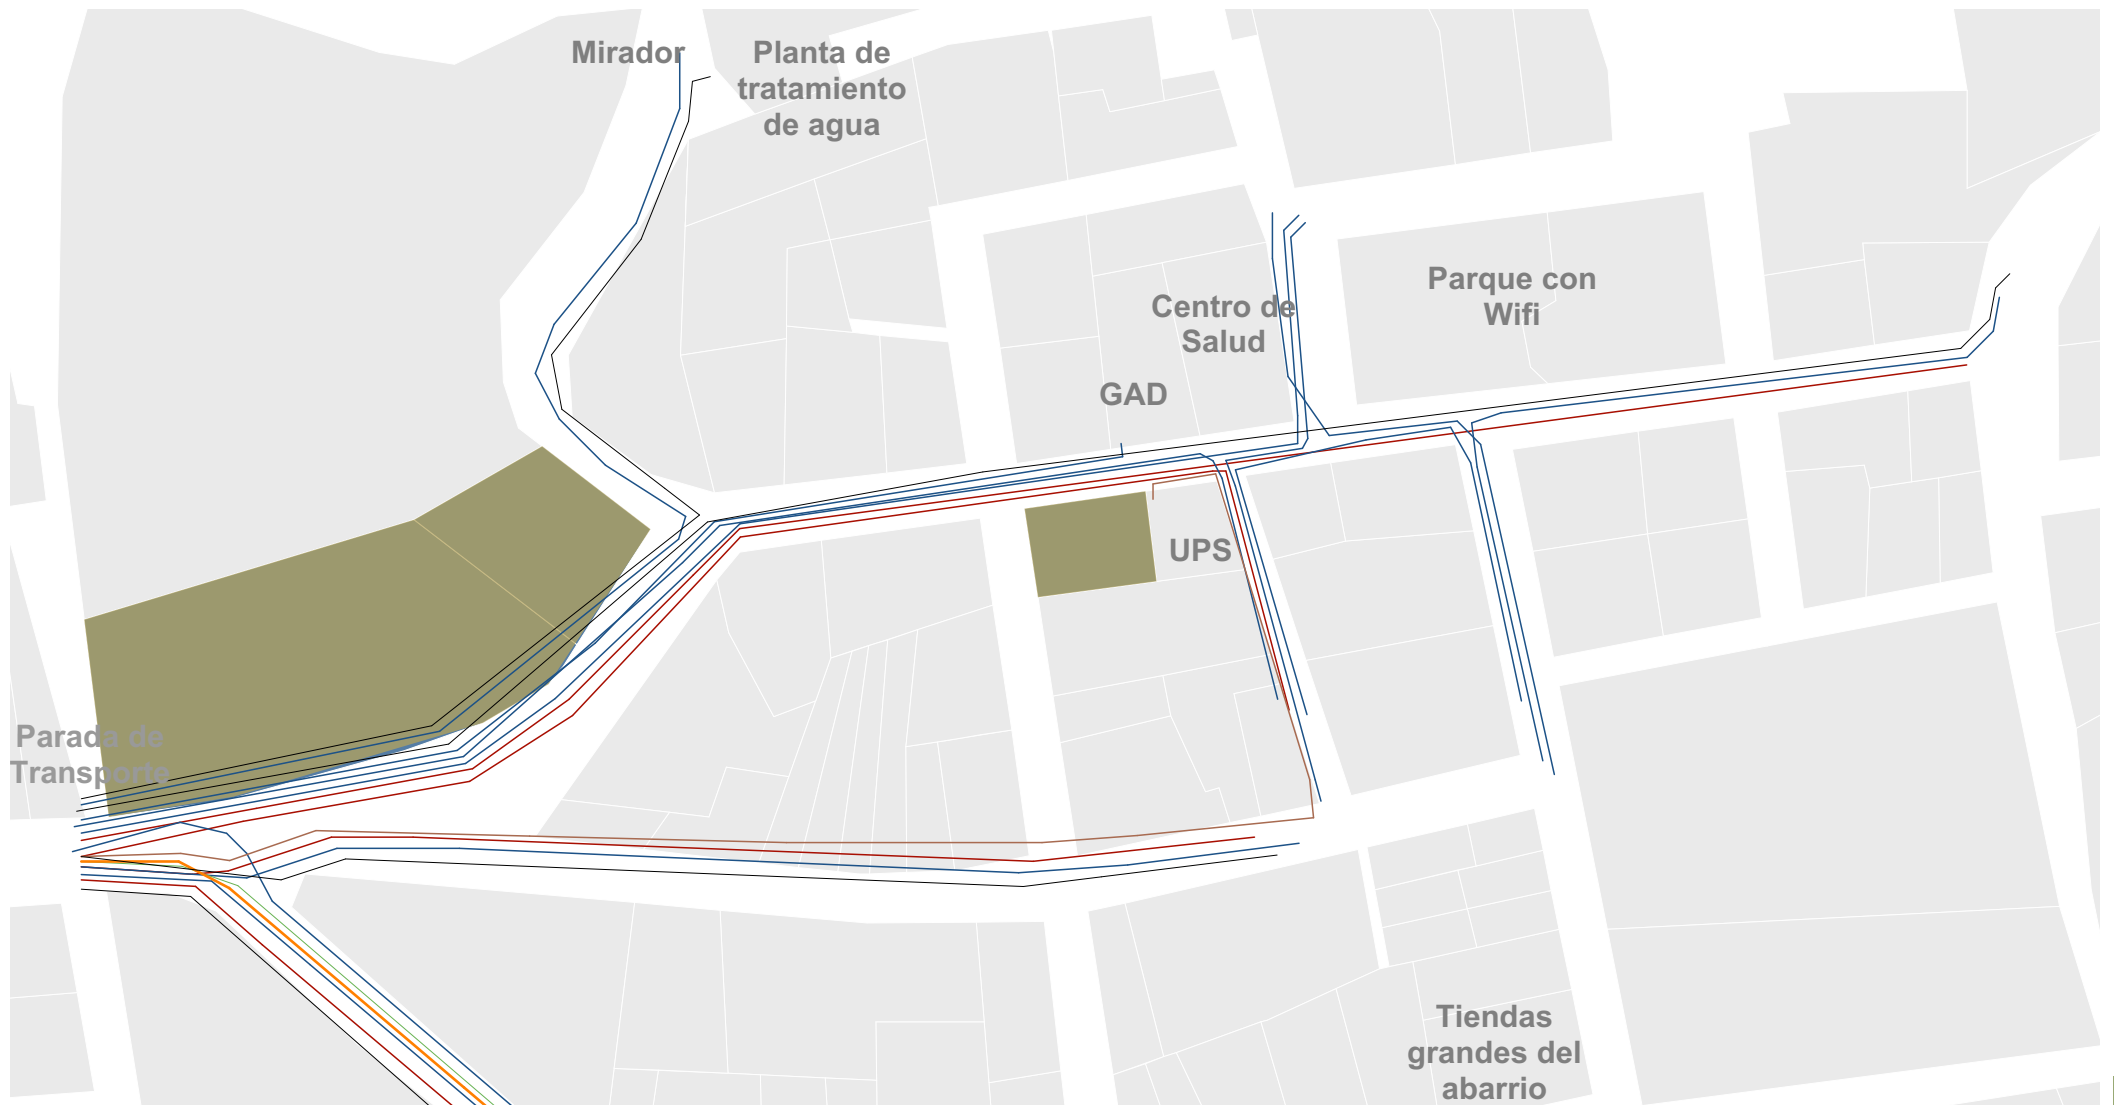 Mirador
Planta de
tratamiento
de agua
Centro de
Salud
Parque con
Wifi
GAD
UPS
Parada de
Transporte
Tiendas
grandes del
abarrio